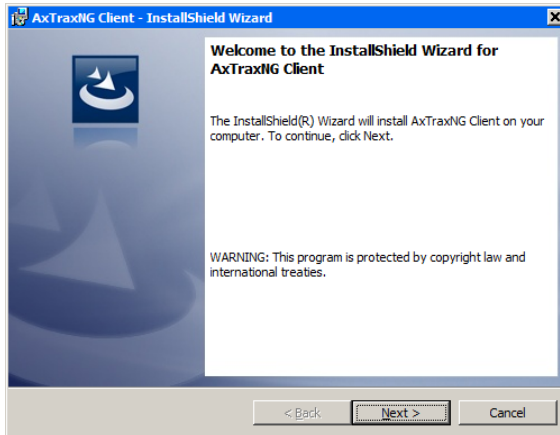 AxTraxNG Client - InstallShield Wizard
Welcome to the InstallShield Wizard for
AxTraxNG Client
The InstallShield(R) Wizard will install AxTraxNG Client on your
computer. To continue, click Next.
WARNING: This program is protected by copyright law and
international treaties.
< Back Next > Cancel